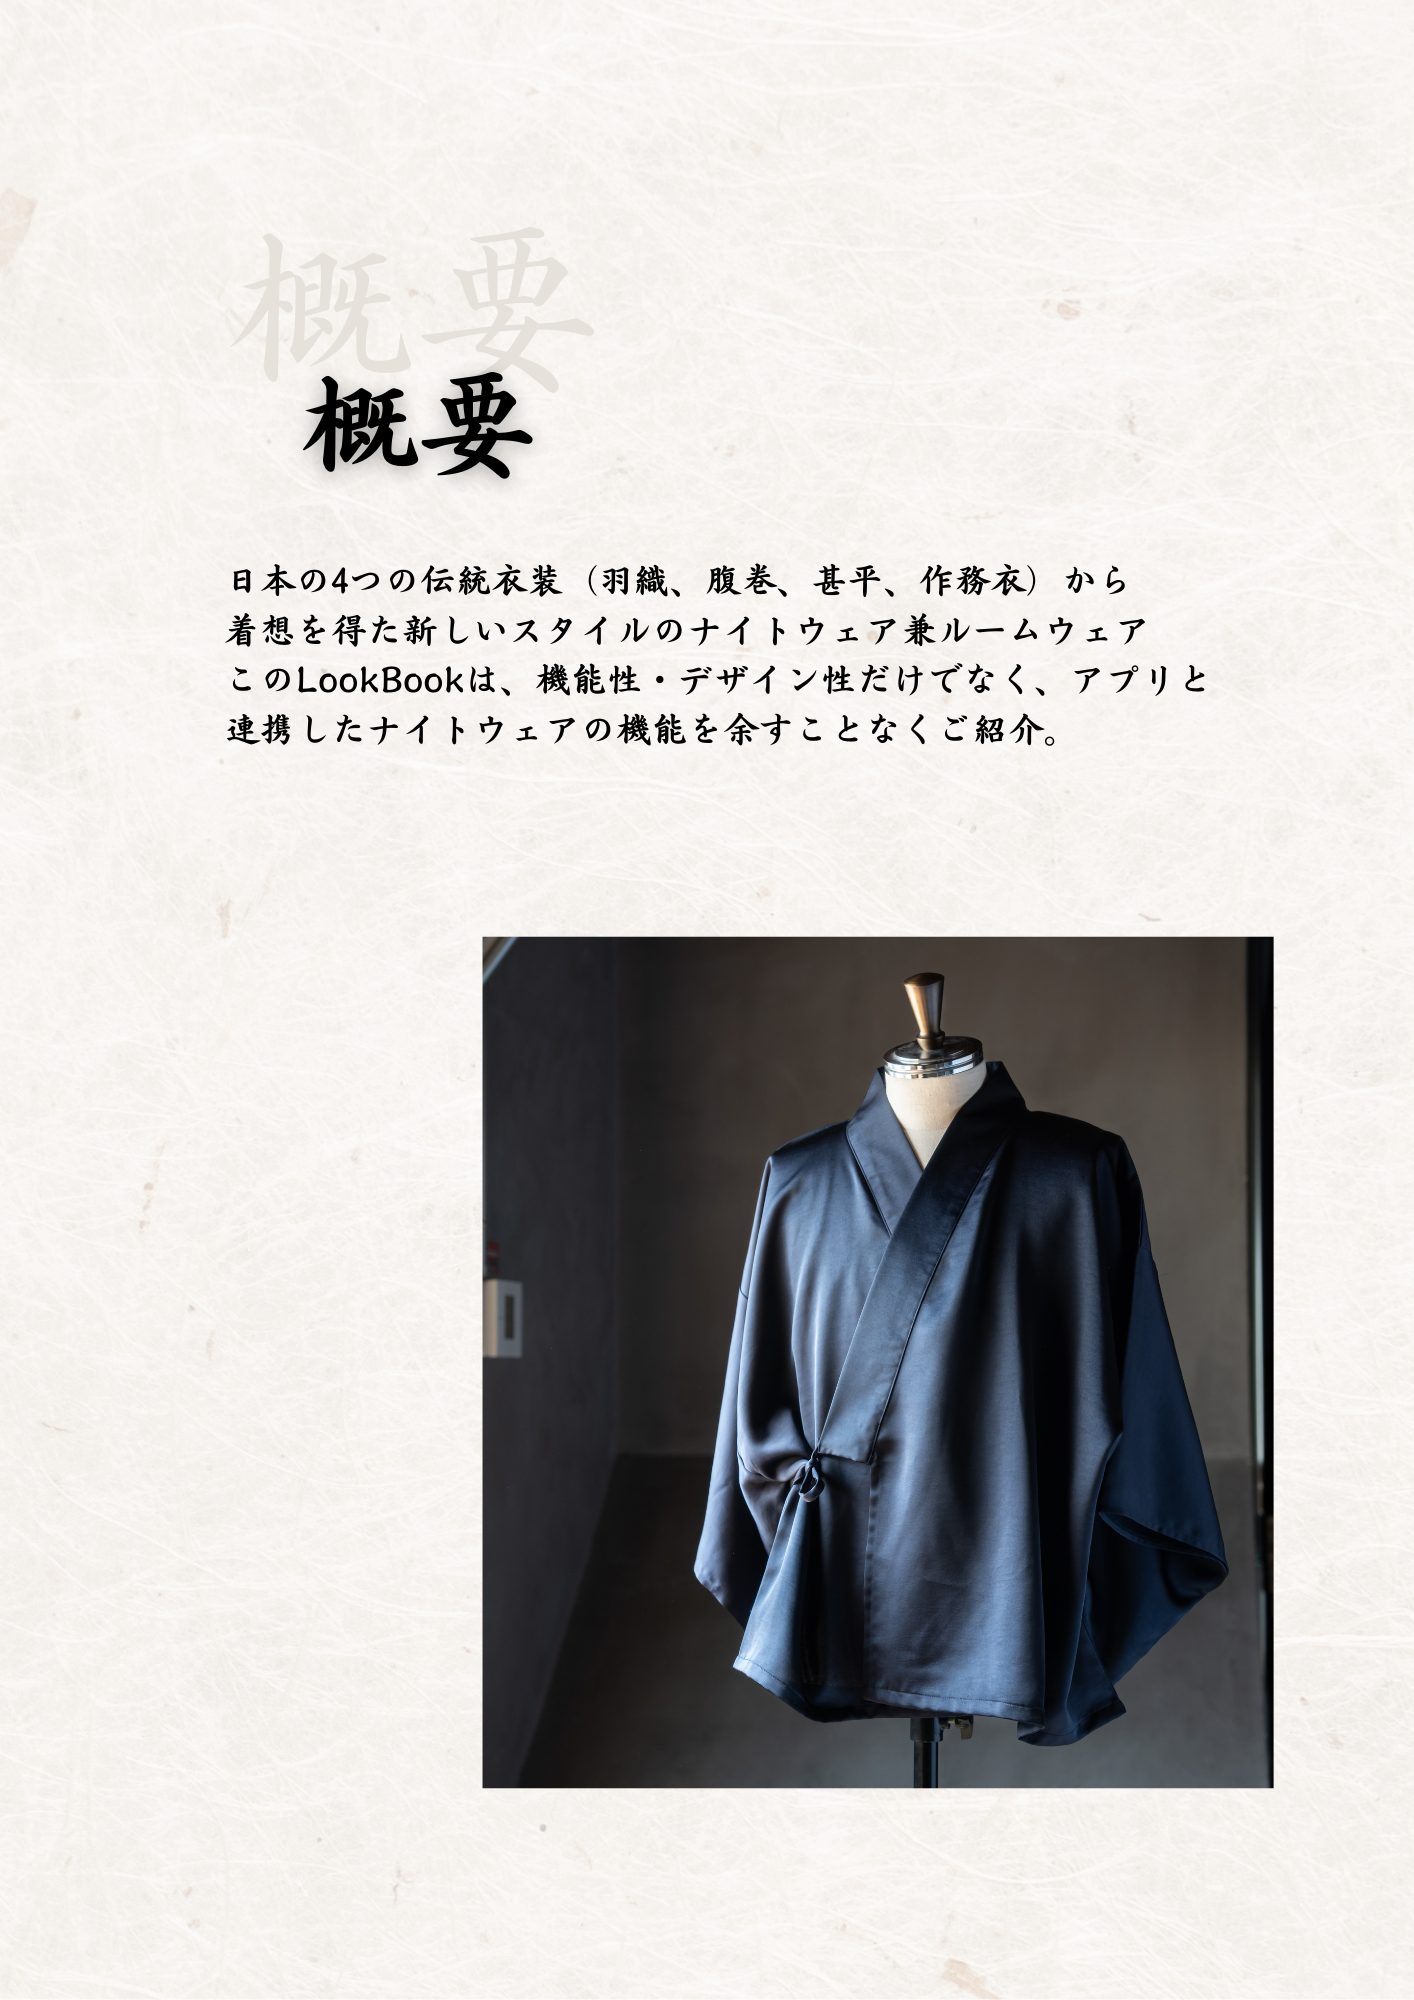 概要
概要
日本の4つの伝統衣装（羽織、腹巻、甚平、作務衣）から
着想を得た新しいスタイルのナイトウェア兼ルームウェア
このLookBookは、機能性・デザイン性だけでなく、アプリと
連携したナイトウェアの機能を余すことなくご紹介。